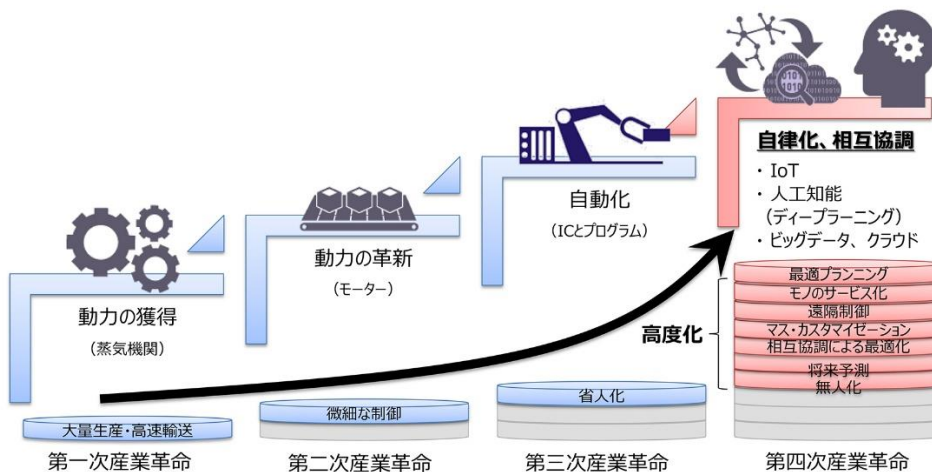 自律化、相互協調
・IoT
・人工知能
（ディープラーニング）
・ビッグデータ、クラウド
自動化
（ICとプログラム）
動力の革新
（モーター）
動力の獲得
（蒸気機関）
高度化
最適プランニング
モノのサービス化
遠隔制御
マス・カスタマイゼーション
相互協調による最適化
将来予測
無人化
省人化
微細な制御
大量生産・高速輸送
第一次産業革命
第二次産業革命
第三次産業革命
第四次産業革命